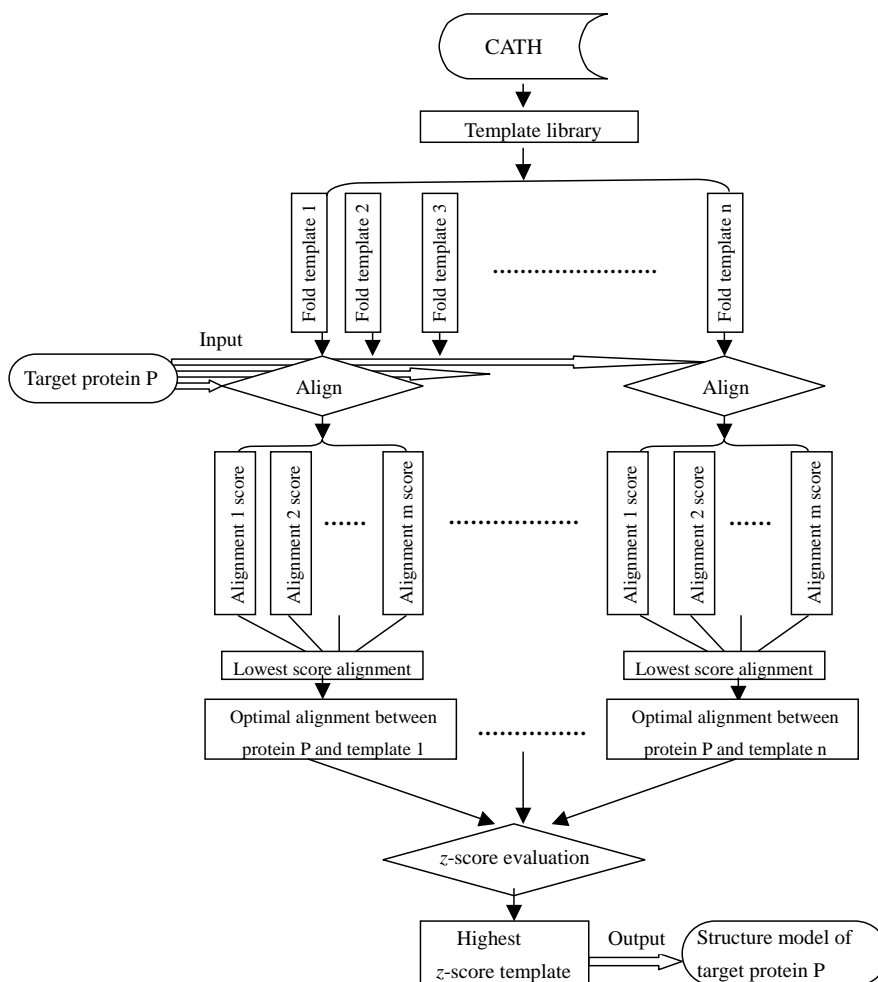 CATH
Template library
Fold template 1
Fold template 2
Fold template 3
Fold template n
Input
Target protein P
Align
Align
Alignment 1 score
Alignment 2 score
Alignment m score
Alignment 1 score
Alignment 2 score
Alignment m score
Lowest score alignment
Lowest score alignment
Optimal alignment between
protein P and template 1
Optimal alignment between
protein P and template n
z-score evaluation
Highest
z-score template
Output
Structure model of
target protein P